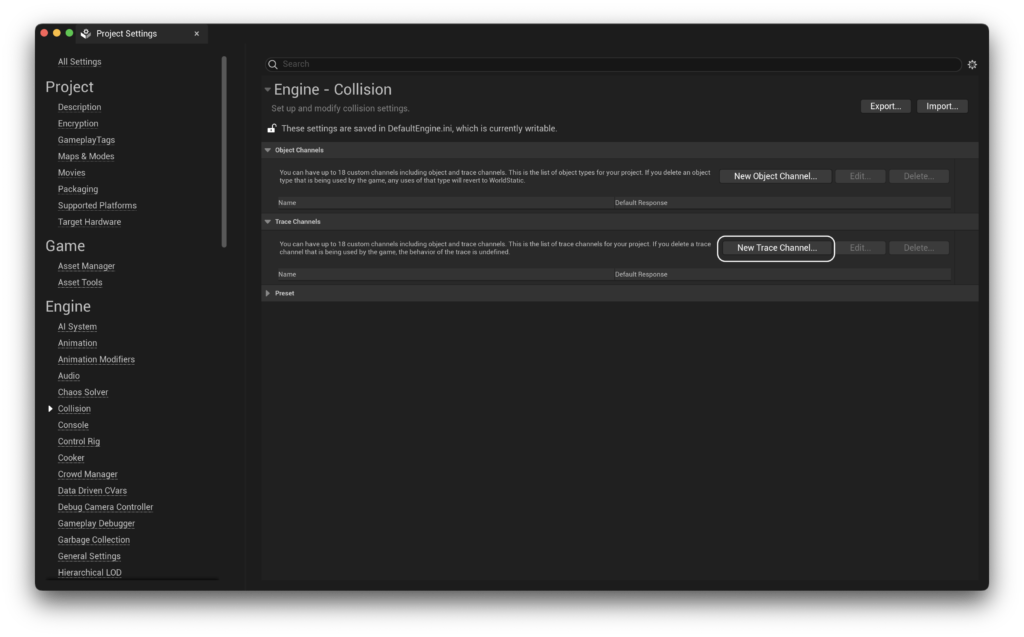 Project Settings
All Settings
Project
Description
Encryption
GameplayTags
Maps & Modes
Movies
Packaging
Supported Platforms
Target Hardware
Game
Asset Manager
Asset Tools
Engine
AI System
Animation
Animation Modifiers
Audio
Chaos Solver
Collision
Console
Control Rig
Cooker
Crowd Manager
Data Driven CVars
Debug Camera Controller
Gameplay Debugger
Garbage Collection
General Settings
Hierarchical LOD
Search
Engine - Collision
Set up and modify collision settings.
Export...
Import...
These settings are saved in DefaultEngine.ini, which is currently writable.
Object Channels
You can have up to 18 custom channels including object and trace channels. This is the list of object types for your project. If you delete an object
type that is being used by the game, any uses of that type will revert to WorldStatic.
New Object Channel...
Edit...
Delete...
Name
Default Response
Trace Channels
You can have up to 18 custom channels including object and trace channels. This is the list of trace channels for your project. If you delete a trace
channel that is being used by the game, the behavior of the trace is undefined.
New Trace Channel...
Edit...
Delete...
Name
Default Response
Preset